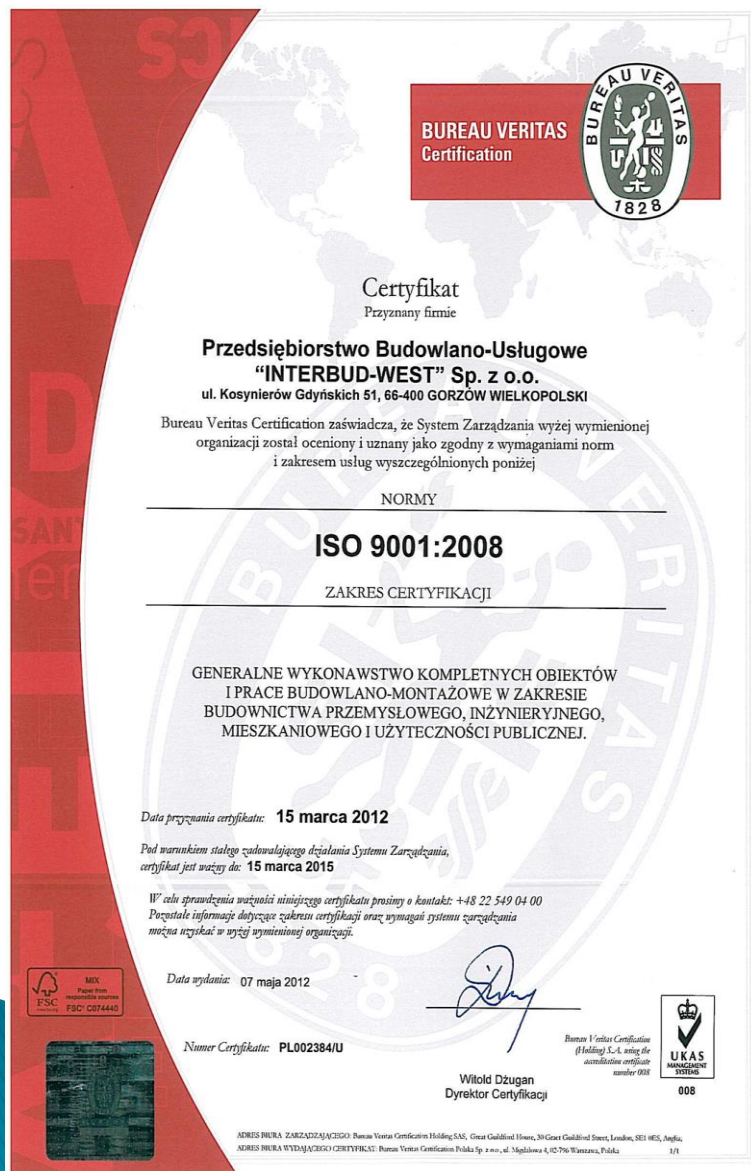 BUREAU VERITAS
Certification
BUREAU VERITAS
1828
Certyfikat
Przyznany firmie
Przedsiębiorstwo Budowlano-Usługowe
“INTERBUD-WEST” Sp. z o.o.
ul. Kosynierów Gdyńskich 51, 66-400 GORZÓW WIELKOPOLSKI
Bureau Veritas Certification zaświadcza, że System Zarządzania wyżej wymienionej
organizacji został oceniony i uznany jako zgodny z wymaganiami norm
i zakresem usług wyszczególnionych poniżej
NORMY
ISO 9001:2008
ZAKRES CERTYFIKACJI
GENERALNE WYKONAWSTWO KOMPLETNYCH OBIEKTÓW
I PRACE BUDOWLANO-MONTAŻOWE W ZAKRESIE
BUDOWNICTWA PRZEMYSŁOWEGO, INŻYNIERYJNEGO,
MIESZKANIOWEGO I UŻYTECZNOŚCI PUBLICZNEJ.
Data przyznania certyfikatu: 15 marca 2012
Pod warunkiem stałego zadowalającego działania Systemu Zarządzania,
certyfikat jest ważny do: 15 marca 2015
W celu sprawdzenia ważności niniejszego certyfikatu prosimy o kontakt: +48 22 549 04 00
Pozostałe informacje dotyczące zakresu certyfikacji oraz wymagań systemu zarządzania
można uzyskać w wyżej wymienionej organizacji.
Data wydania: 07 maja 2012
Numer Certyfikatu: PL002384/U
Witold Dżugan
Dyrektor Certyfikacji
FSC
MIX
Paper from
responsible sources
FSC® C074440
Bureau Veritas Certification
(Holding) S.A. using the
accreditation certificate
number 008
UKAS
MANAGEMENT
SYSTEMS
008
ADRES BIURA ZARZĄDZAJĄCEGO: Bureau Veritas Certification Holding SAS, Great Guildford House, 30 Great Guildford Street, London, SE1 0ES, Anglia,
ADRES BIURA WYDAJĄCEGO CERTYFIKAT: Bureau Veritas Certification Polska Sp. z o.o., ul. Migdałowa 4, 02-796 Warszawa, Polska 1/1